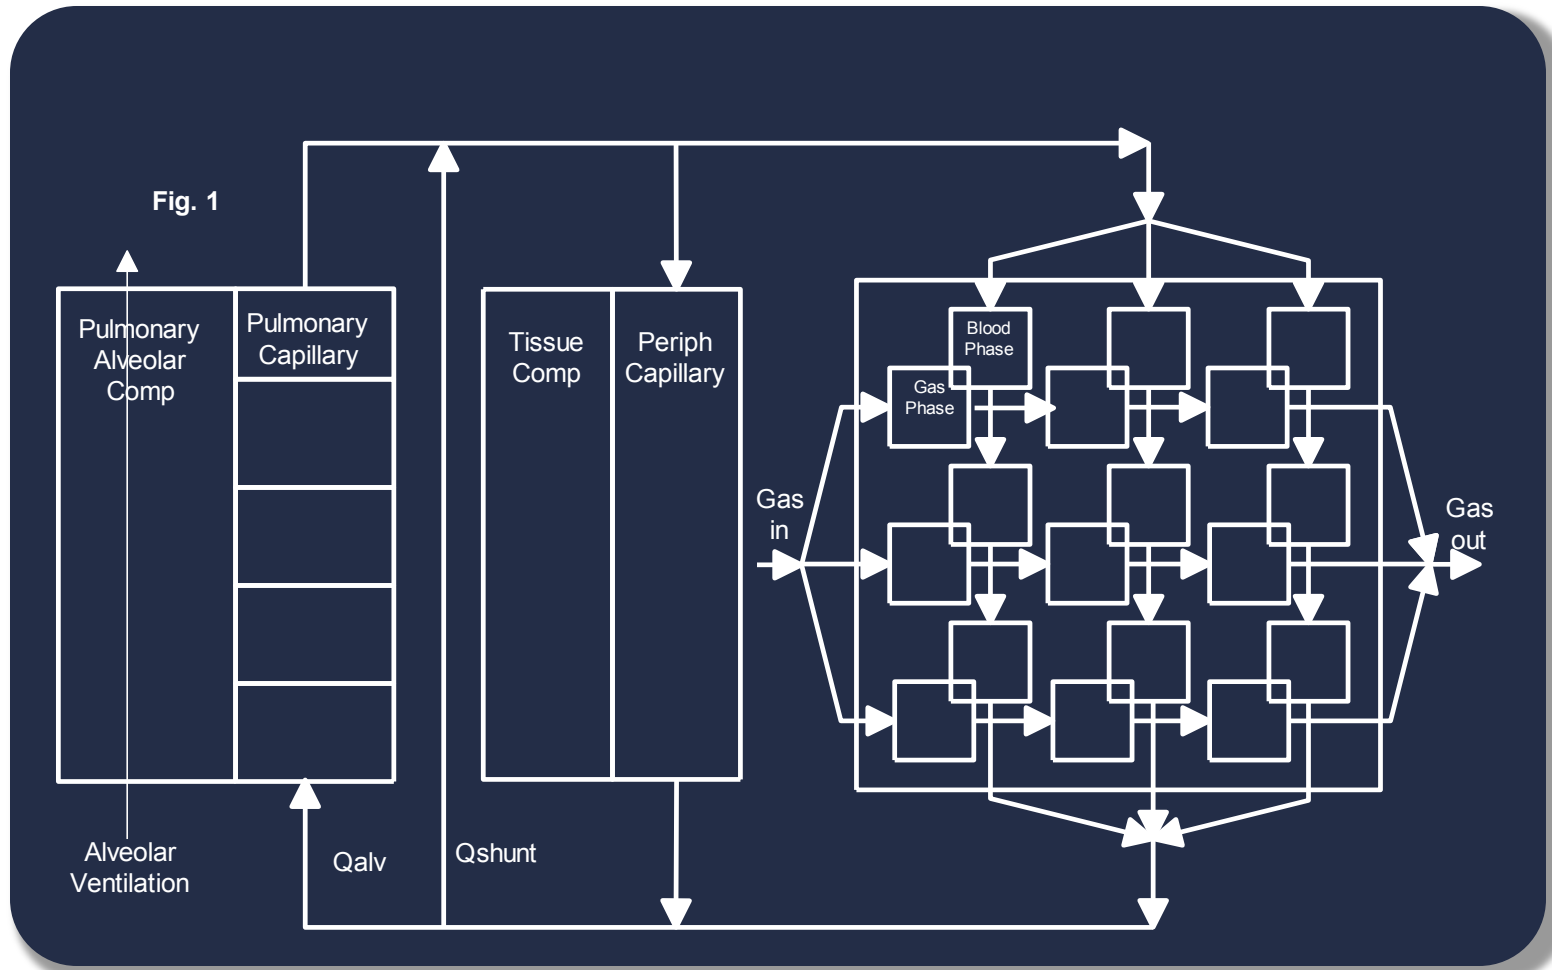 Fig. 1
Pulmonary
Alveolar
Comp
Pulmonary
Capillary
Tissue
Comp
Periph
Capillary
Blood
Phase
Gas
Phase
Gas
in
Gas
out
Alveolar
Ventilation
Qalv
Qshunt